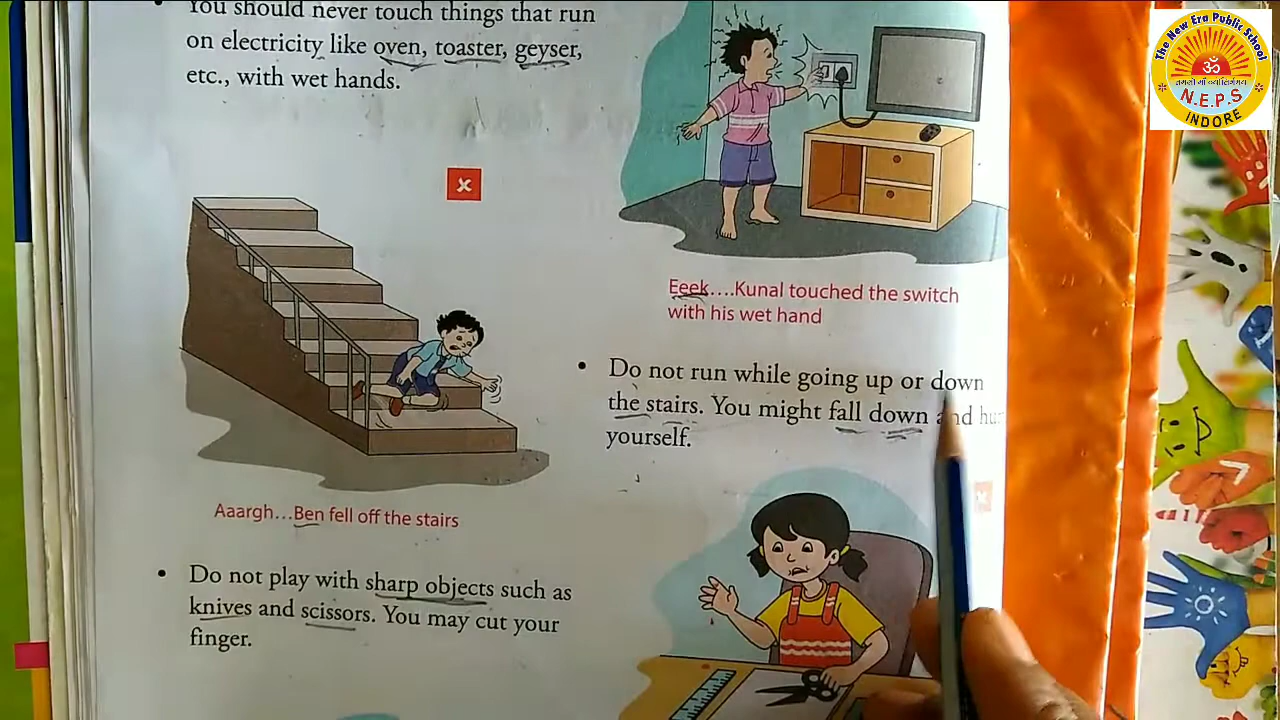 You should never touch things that run
on electricity like oven, toaster, geyser,
etc., with wet hands.
Eeek....Kunal touched the switch
with his wet hand
Do not run while going up or down
the stairs. You might fall down and
yourself.
Aaargh...Ben fell off the stairs
Do not play with sharp objects such as
knives and scissors. You may cut your
finger.
The New Era Public School
ॐ
तमसो मा ज्योतिर्गमय
N.E.P.S
INDORE